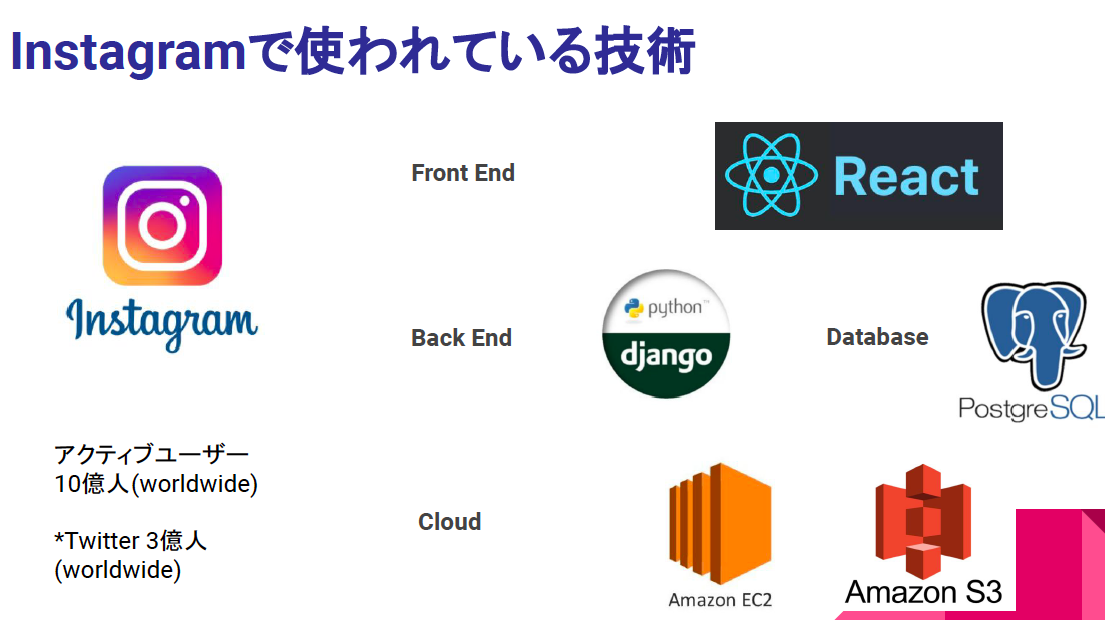 Instagramで使われている技術
Instagram
Front End
React
Back End
python™
django
Database
PostgreSQL
アクティブユーザー
10億人(worldwide)
*Twitter 3億人
(worldwide)
Cloud
Amazon EC2
Amazon S3